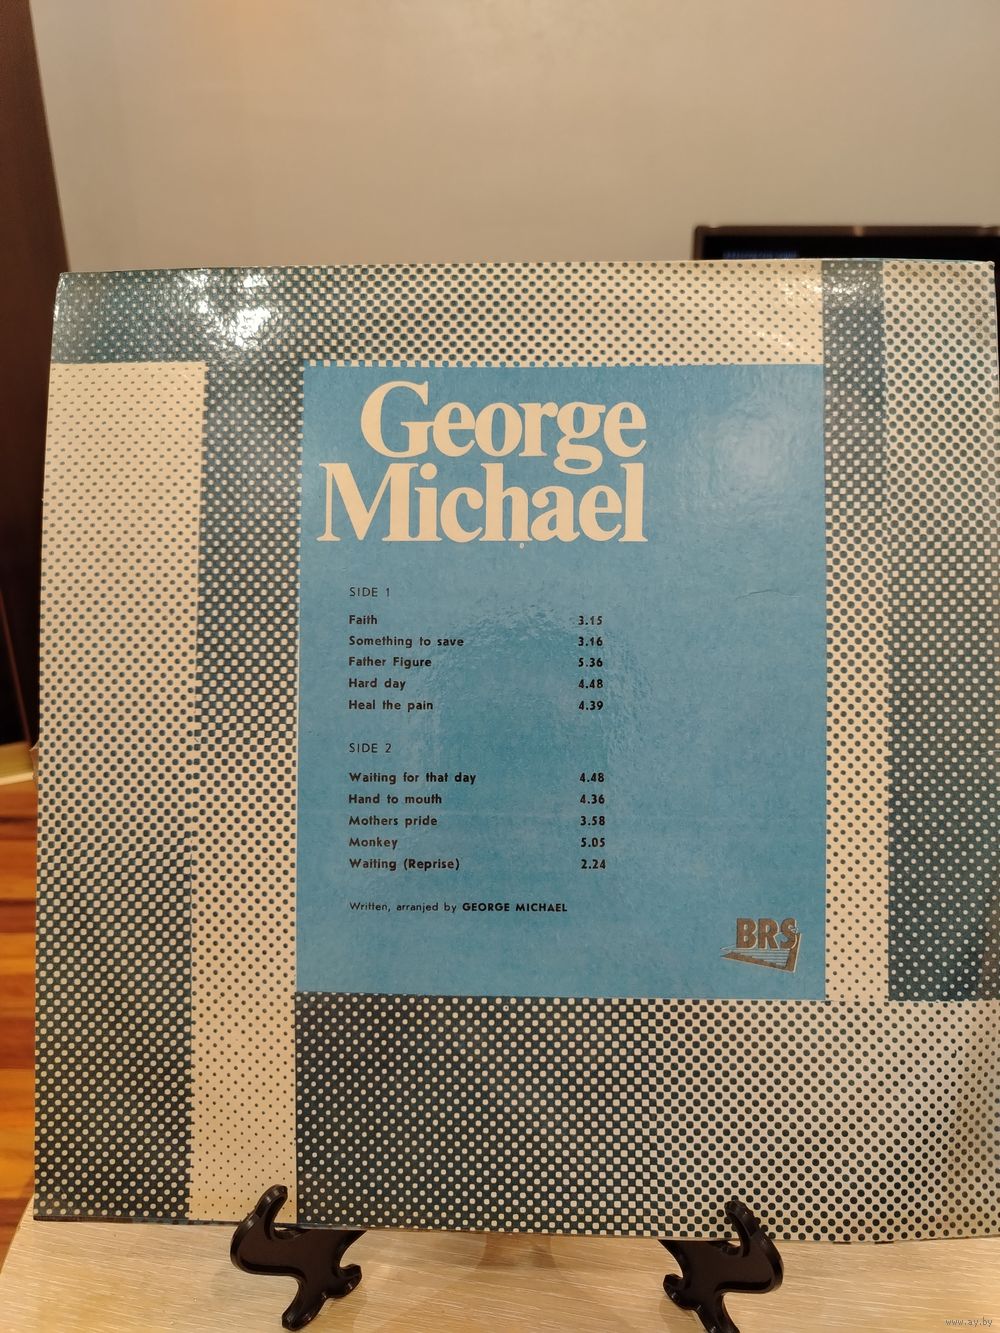 George
Michael
SIDE 1
Faith 3.15
Something to save 3.16
Father Figure 5.36
Hard day 4.48
Heal the pain 4.39
SIDE 2
Waiting for that day 4.48
Hand to mouth 4.36
Mothers pride 3.58
Monkey 5.05
Waiting (Reprise) 2.24
Written, arranjed by GEORGE MICHAEL
BRS
www.ay.by